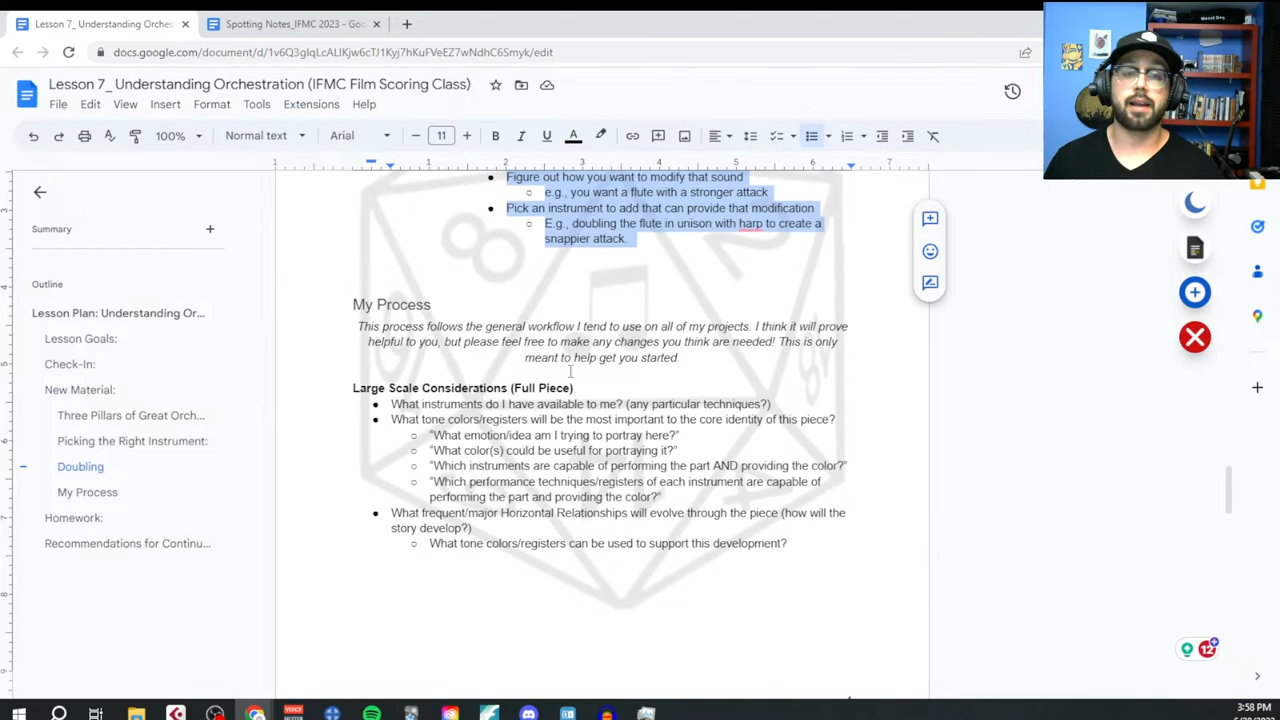 Lesson 7_ Understanding Orches
Spotting Notes_IFMC 2023 - Goo
docs.google.com/document/d/1v6Q3gIqLcALIKjw6cTJ1Kyj7hKuFVeEZ7wNdhC6Smyk/edit
Lesson 7_ Understanding Orchestration (IFMC Film Scoring Class)
File Edit View Insert Format Tools Extensions Help
100% Normal text Arial 11 B I U A
1 1 2 3 4 5 6 7
Figure out how you want to modify that sound
e.g., you want a flute with a stronger attack
Pick an instrument to add that can provide that modification
E.g., doubling the flute in unison with harp to create a
snappier attack.
Summary
Outline
Lesson Plan: Understanding Or...
Lesson Goals:
Check-In:
New Material:
Three Pillars of Great Orch...
Picking the Right Instrument:
Doubling
My Process
Homework:
Recommendations for Continu...
My Process
This process follows the general workflow I tend to use on all of my projects. I think it will prove
helpful to you, but please feel free to make any changes you think are needed! This is only
meant to help get you started.
Large Scale Considerations (Full Piece)
What instruments do I have available to me? (any particular techniques?)
What tone colors/registers will be the most important to the core identity of this piece?
"What emotion/idea am I trying to portray here?"
"What color(s) could be useful for portraying it?"
"Which instruments are capable of performing the part AND providing the color?"
"Which performance techniques/registers of each instrument are capable of
performing the part and providing the color?"
What frequent/major Horizontal Relationships will evolve through the piece (how will the
story develop?)
What tone colors/registers can be used to support this development?
12
3:58 PM